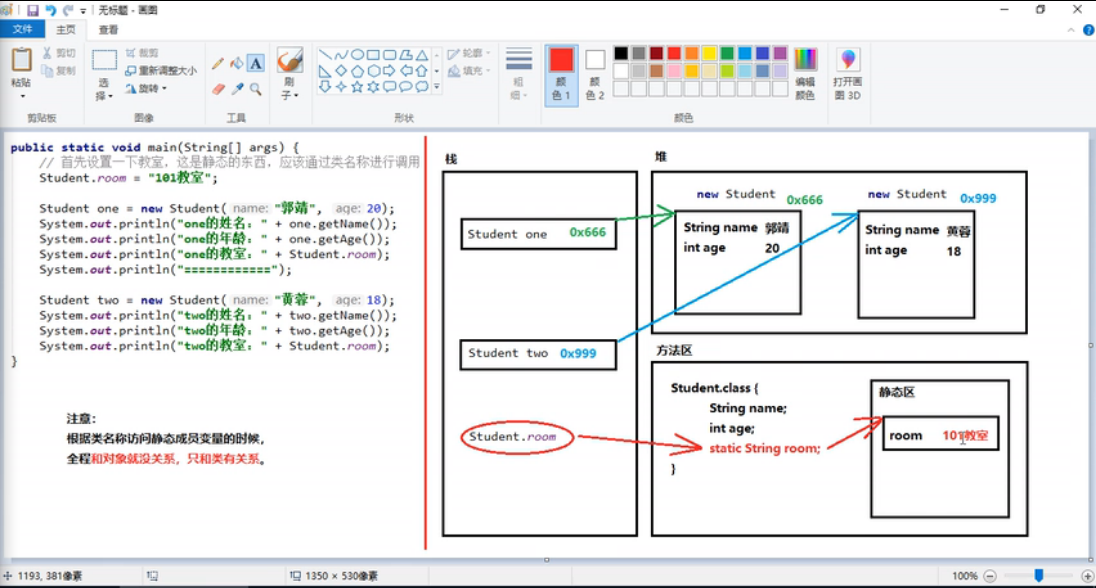 无标题 - 画图
文件
主页
查看
粘贴
剪切
复制
剪贴板
选择
裁剪
重新调整大小
旋转
图像
A
工具
刷子
形状
轮廓
填充
粗细
颜色 1
颜色 2
颜色
编辑颜色
打开画图 3D
public static void main(String[] args) {
// 首先设置一下教室，这是静态的东西，应该通过类名称进行调用
Student.room = "101教室";
Student one = new Student( name: "郭靖", age: 20);
System.out.println("one的姓名：" + one.getName());
System.out.println("one的年龄：" + one.getAge());
System.out.println("one的教室：" + Student.room);
System.out.println("============");
Student two = new Student( name: "黄蓉", age: 18);
System.out.println("two的姓名：" + two.getName());
System.out.println("two的年龄：" + two.getAge());
System.out.println("two的教室：" + Student.room);
}
注意：
根据类名称访问静态成员变量的时候，
全程和对象就没关系，只和类有关系。
栈
Student one 0x666
Student two 0x999
Student.room
堆
new Student 0x666
String name 郭靖
int age 20
new Student 0x999
String name 黄蓉
int age 18
方法区
Student.class {
String name;
int age;
static String room;
}
静态区
room 101教室
1193, 381像素
1350 × 530像素
100%